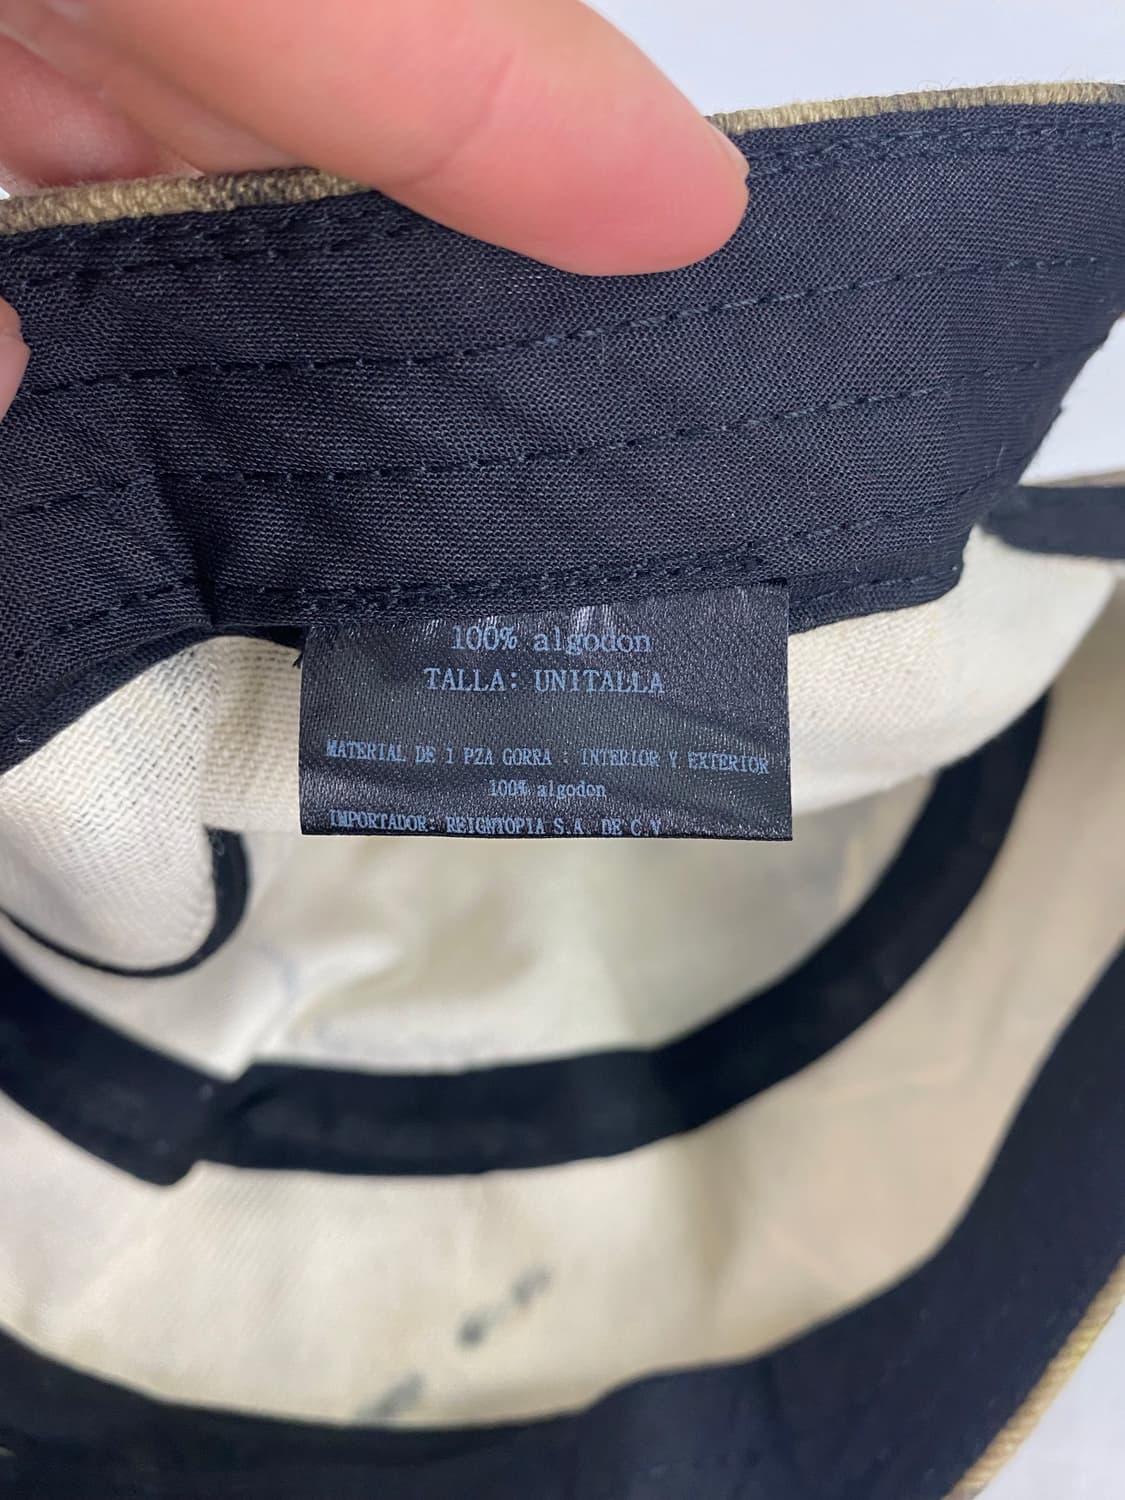 100% algodon
TALLA: UNITALLA
MATERIAL DE 1 PZA GORRA : INTERIOR Y EXTERIOR
100% algodon
IMPORTADOR: REIGNTOPIA S.A. DE C.V